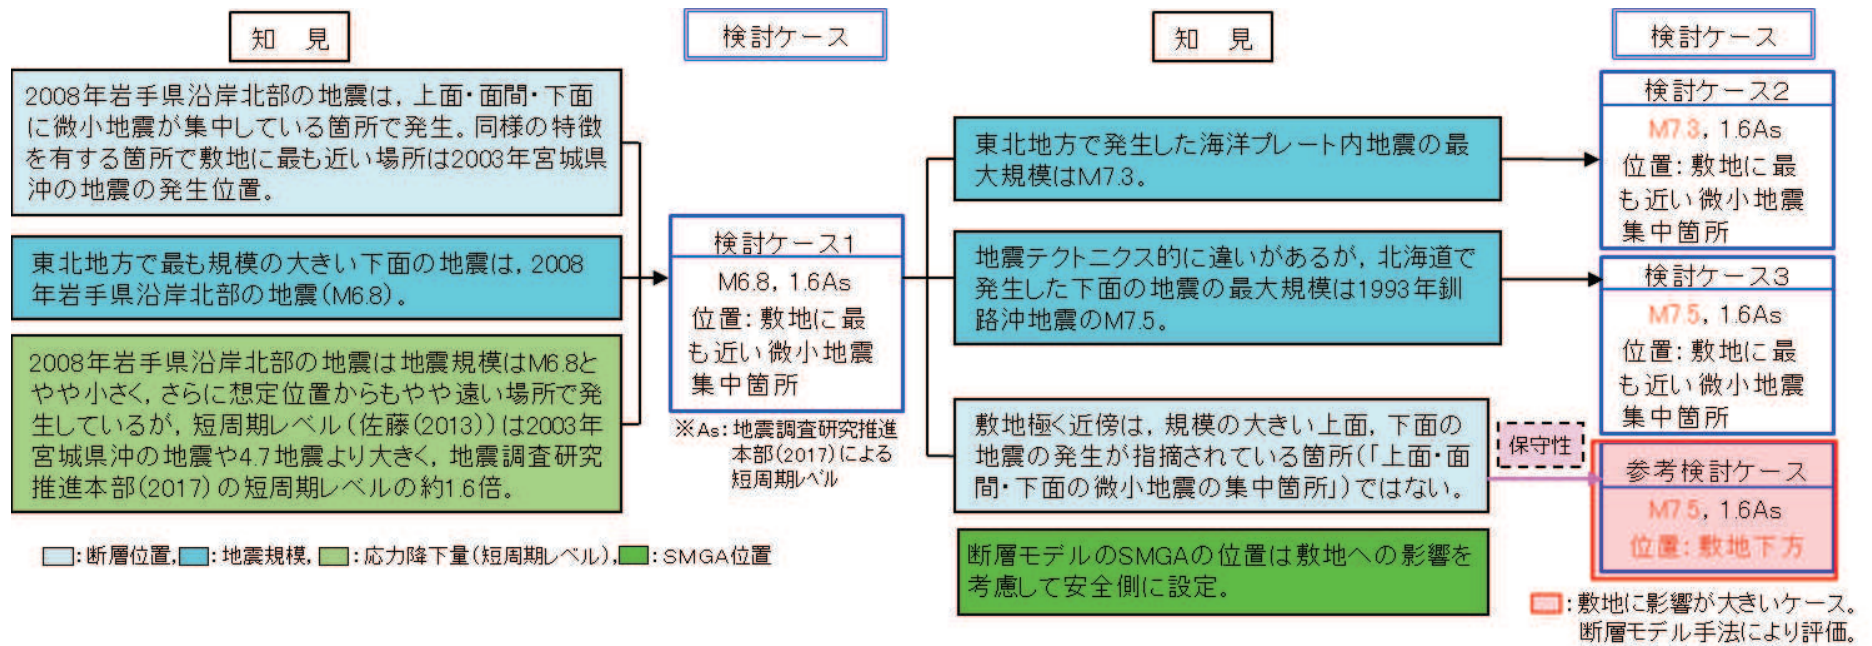 知 見
2008年岩手県沿岸北部の地震は，上面・面間・下面
に微小地震が集中している箇所で発生。同様の特徴
を有する箇所で敷地に最も近い場所は2003年宮城県
沖の地震の発生位置。
東北地方で最も規模の大きい下面の地震は，2008
年岩手県沿岸北部の地震(M6.8)。
2008年岩手県沿岸北部の地震は地震規模はM6.8と
やや小さく，さらに想定位置からもやや遠い場所で発
生しているが，短周期レベル(佐藤(2013))は2003年
宮城県沖の地震や4.7地震より大きく，地震調査研究
推進本部(2017)の短周期レベルの約1.6倍。
検討ケース
検討ケース1
M6.8，1.6As
位置：敷地に最
も近い微小地震
集中箇所
※As：地震調査研究推進
本部(2017)による
短周期レベル
知 見
東北地方で発生した海洋プレート内地震の最
大規模はM7.3。
地震テクトニクス的に違いがあるが，北海道で
発生した下面の地震の最大規模は1993年釧
路沖地震のM7.5。
敷地極く近傍は，規模の大きい上面，下面の
地震の発生が指摘されている箇所(「上面・面
間・下面の微小地震の集中箇所」)ではない。
断層モデルのSMGAの位置は敷地への影響を
考慮して安全側に設定。
保守性
検討ケース
検討ケース2
M7.3，1.6As
位置：敷地に最
も近い微小地震
集中箇所
検討ケース3
M7.5，1.6As
位置：敷地に最
も近い微小地震
集中箇所
参考検討ケース
M7.5，1.6As
位置：敷地下方
：断層位置，：地震規模，：応力降下量(短周期レベル)，：SMGA位置
：敷地に影響が大きいケース。
断層モデル手法により評価。